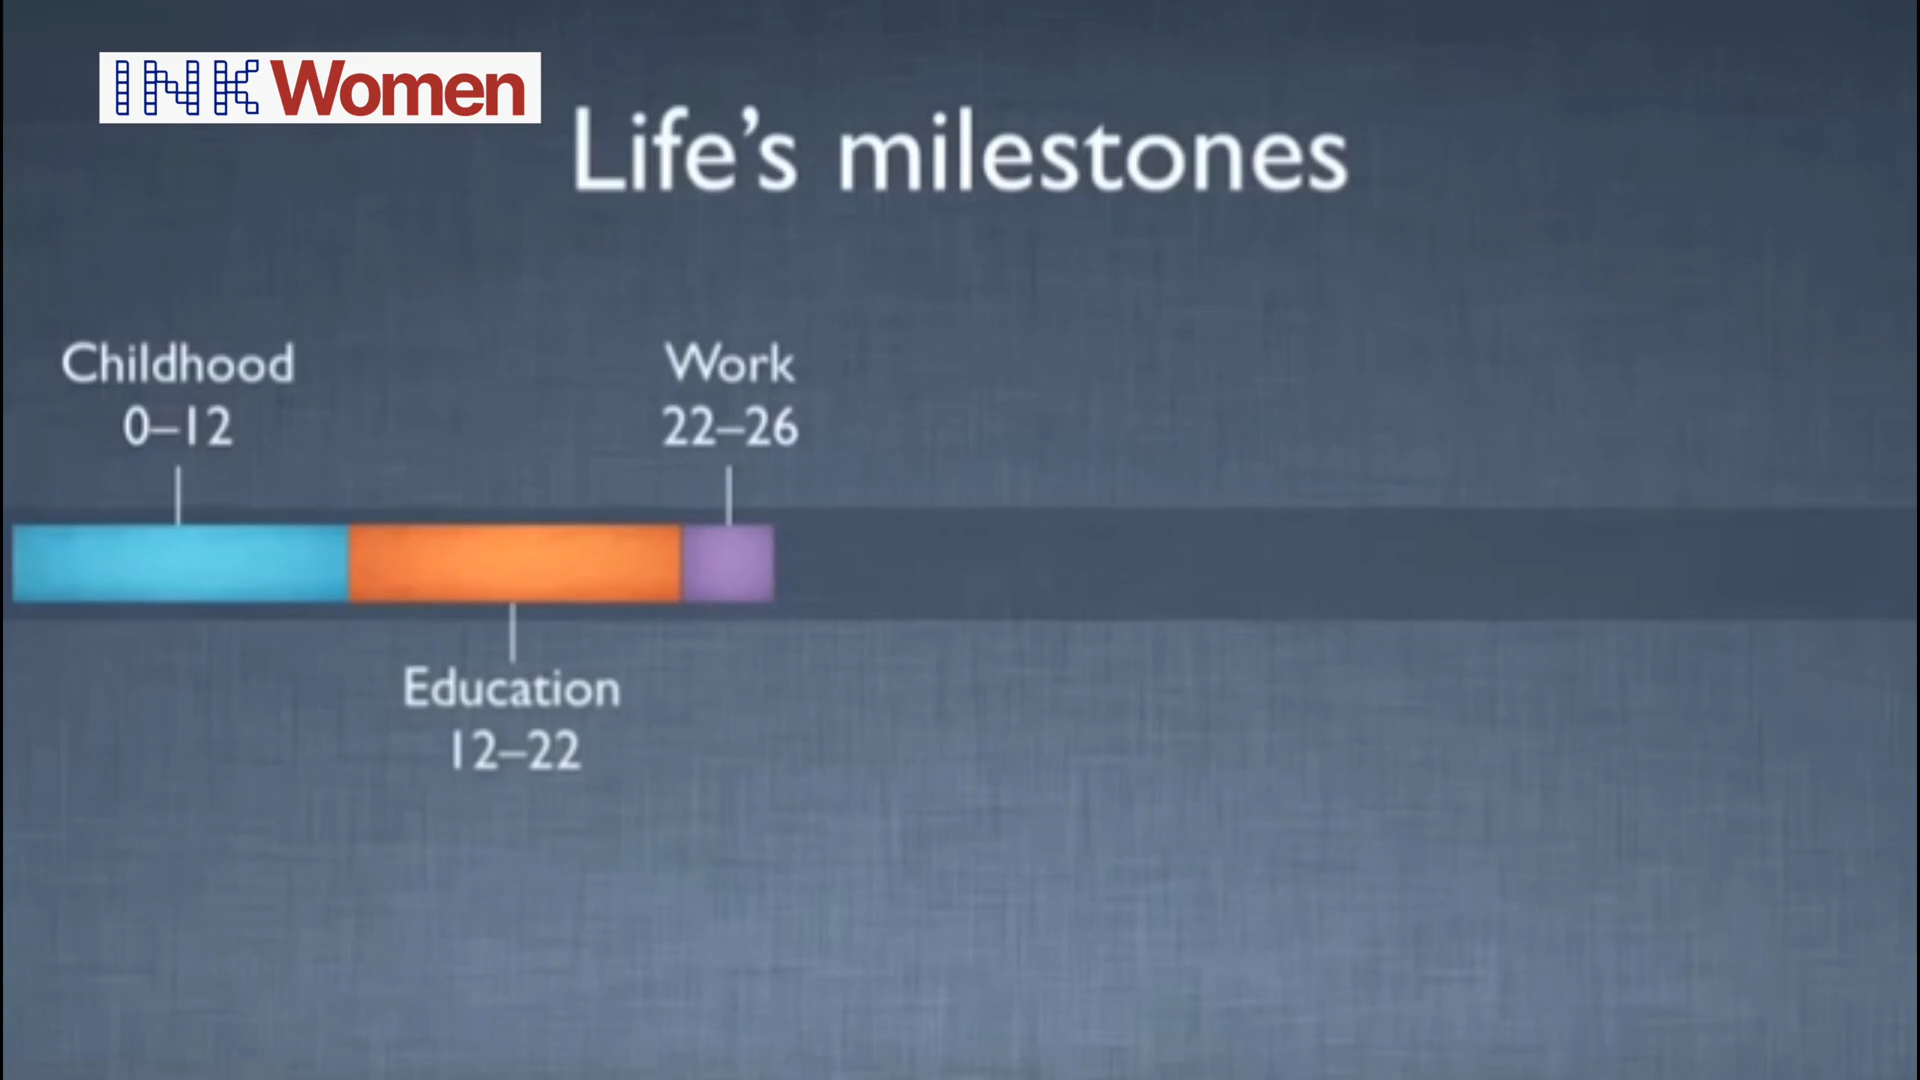 INK Women
Life's milestones
Childhood
0–12
Work
22–26
Education
12–22